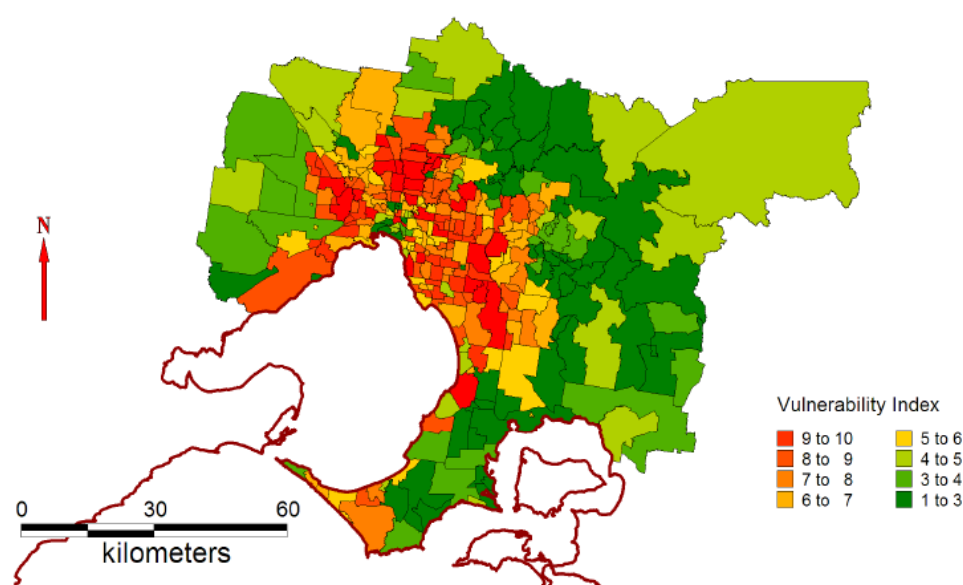 N
0 30 60
kilometers
Vulnerability Index
9 to 10 5 to 6
8 to 9 4 to 5
7 to 8 3 to 4
6 to 7 1 to 3